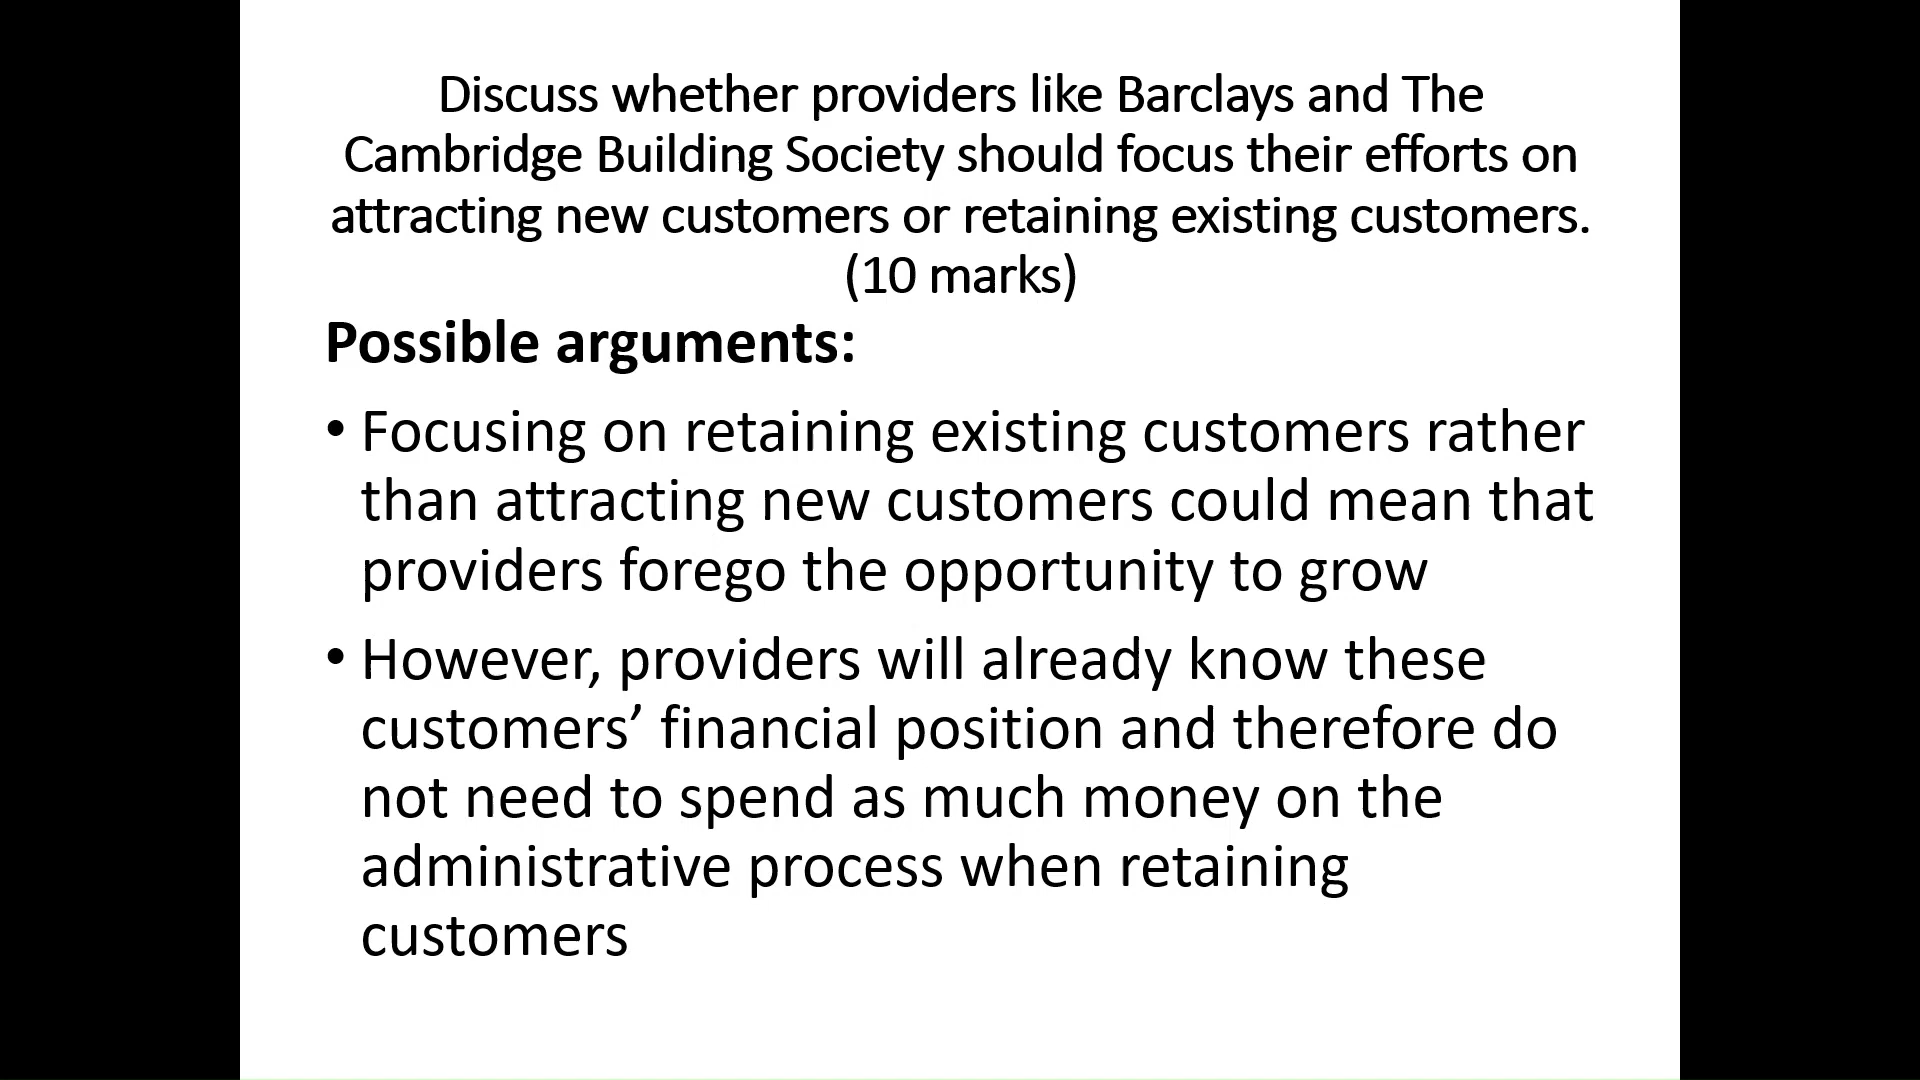 Discuss whether providers like Barclays and The
Cambridge Building Society should focus their efforts on
attracting new customers or retaining existing customers.
(10 marks)
Possible arguments:
• Focusing on retaining existing customers rather
than attracting new customers could mean that
providers forego the opportunity to grow
• However, providers will already know these
customers’ financial position and therefore do
not need to spend as much money on the
administrative process when retaining
customers